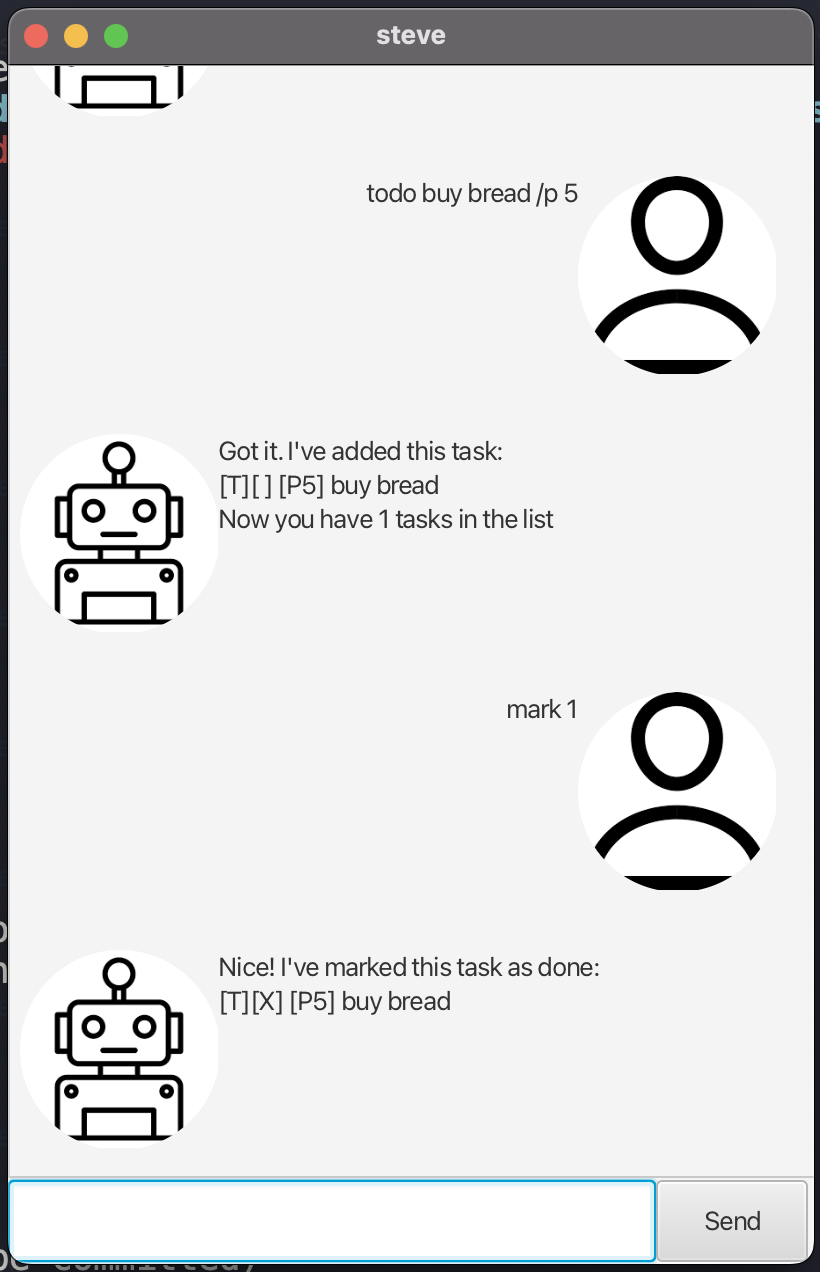 steve
todo buy bread /p 5
Got it. I've added this task:
[T][ ] [P5] buy bread
Now you have 1 tasks in the list
mark 1
Nice! I've marked this task as done:
[T][X] [P5] buy bread
Send